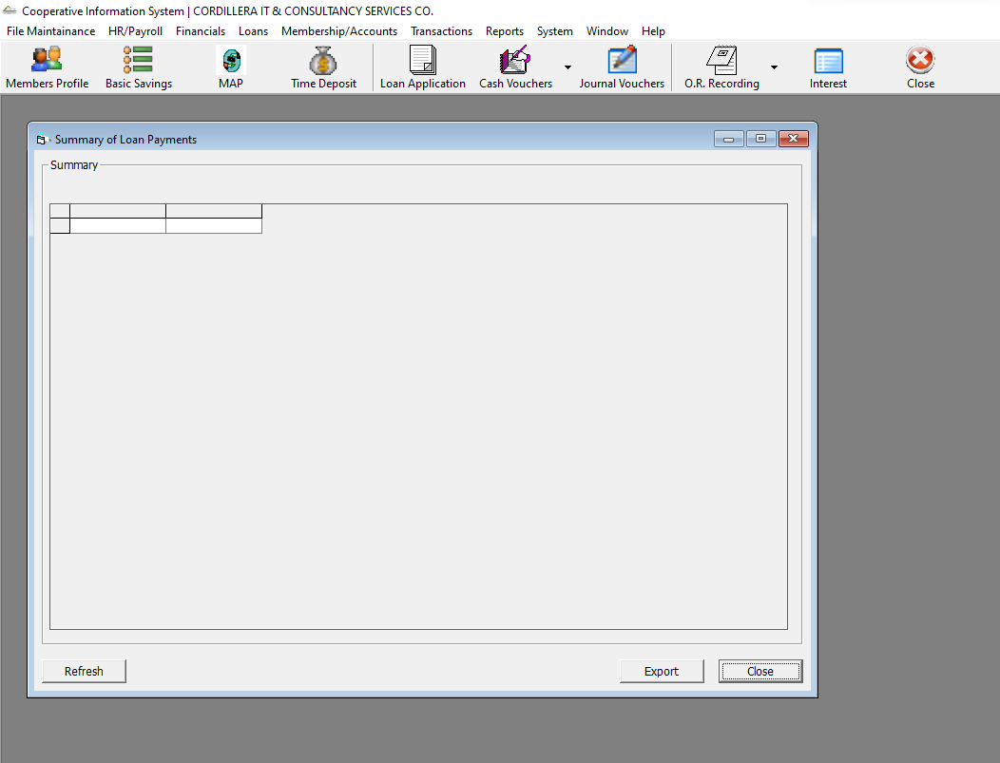 Cooperative Information System | CORDILLERA IT & CONSULTANCY SERVICES CO.
File Maintainance HR/Payroll Financials Loans Membership/Accounts Transactions Reports System Window Help
Members Profile Basic Savings MAP Time Deposit Loan Application Cash Vouchers Journal Vouchers O.R. Recording Interest Close
Summary of Loan Payments
Summary
Refresh Export Close